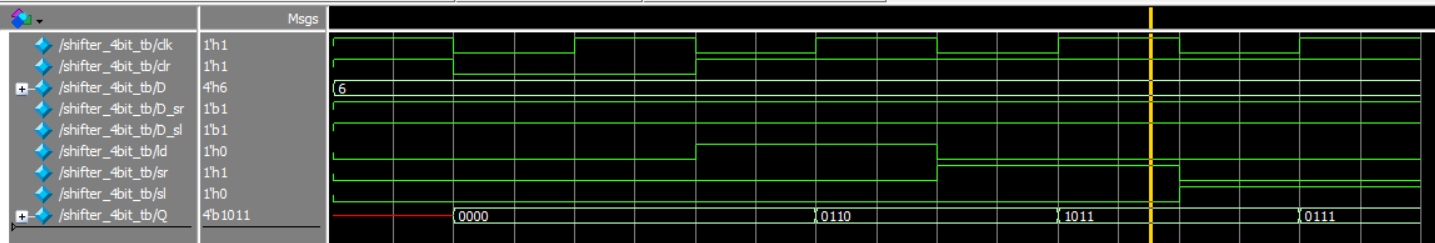 Msgs
/shifter_4bit_tb/clk 1'h1
/shifter_4bit_tb/clr 1'h1
/shifter_4bit_tb/D 4'h6 6
/shifter_4bit_tb/D_sr 1'b1
/shifter_4bit_tb/D_sl 1'b1
/shifter_4bit_tb/ld 1'h0
/shifter_4bit_tb/sr 1'h1
/shifter_4bit_tb/sl 1'h0
/shifter_4bit_tb/Q 4'b1011 0000 0110 1011 0111